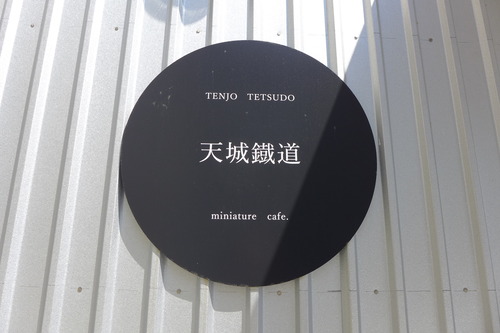 TENJO TETSUDO
天城鐵道
miniature cafe.